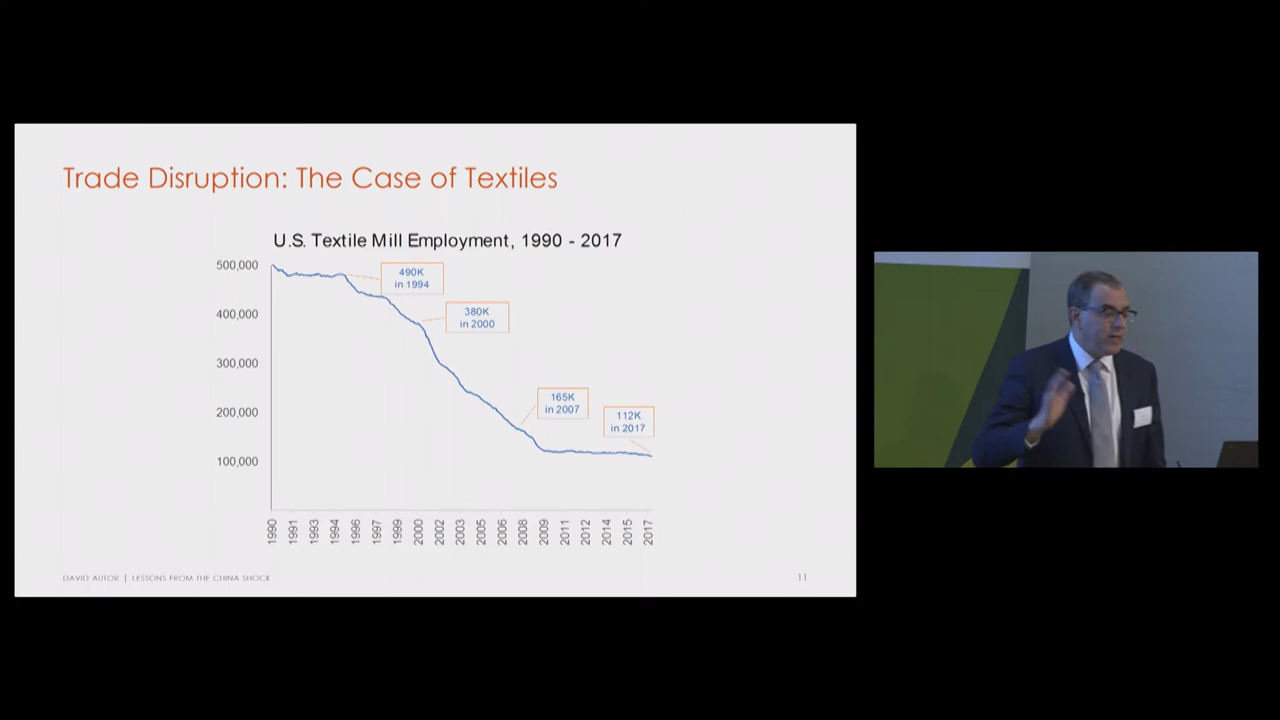 Trade Disruption: The Case of Textiles
U.S. Textile Mill Employment, 1990 - 2017
500,000
400,000
300,000
200,000
100,000
490K
in 1994
380K
in 2000
165K
in 2007
112K
in 2017
1990 1991 1993 1994 1996 1997 1999 2000 2002 2003 2005 2006 2008 2009 2011 2012 2014 2015 2017
DAVID AUTOR | LESSONS FROM THE CHINA SHOCK
11